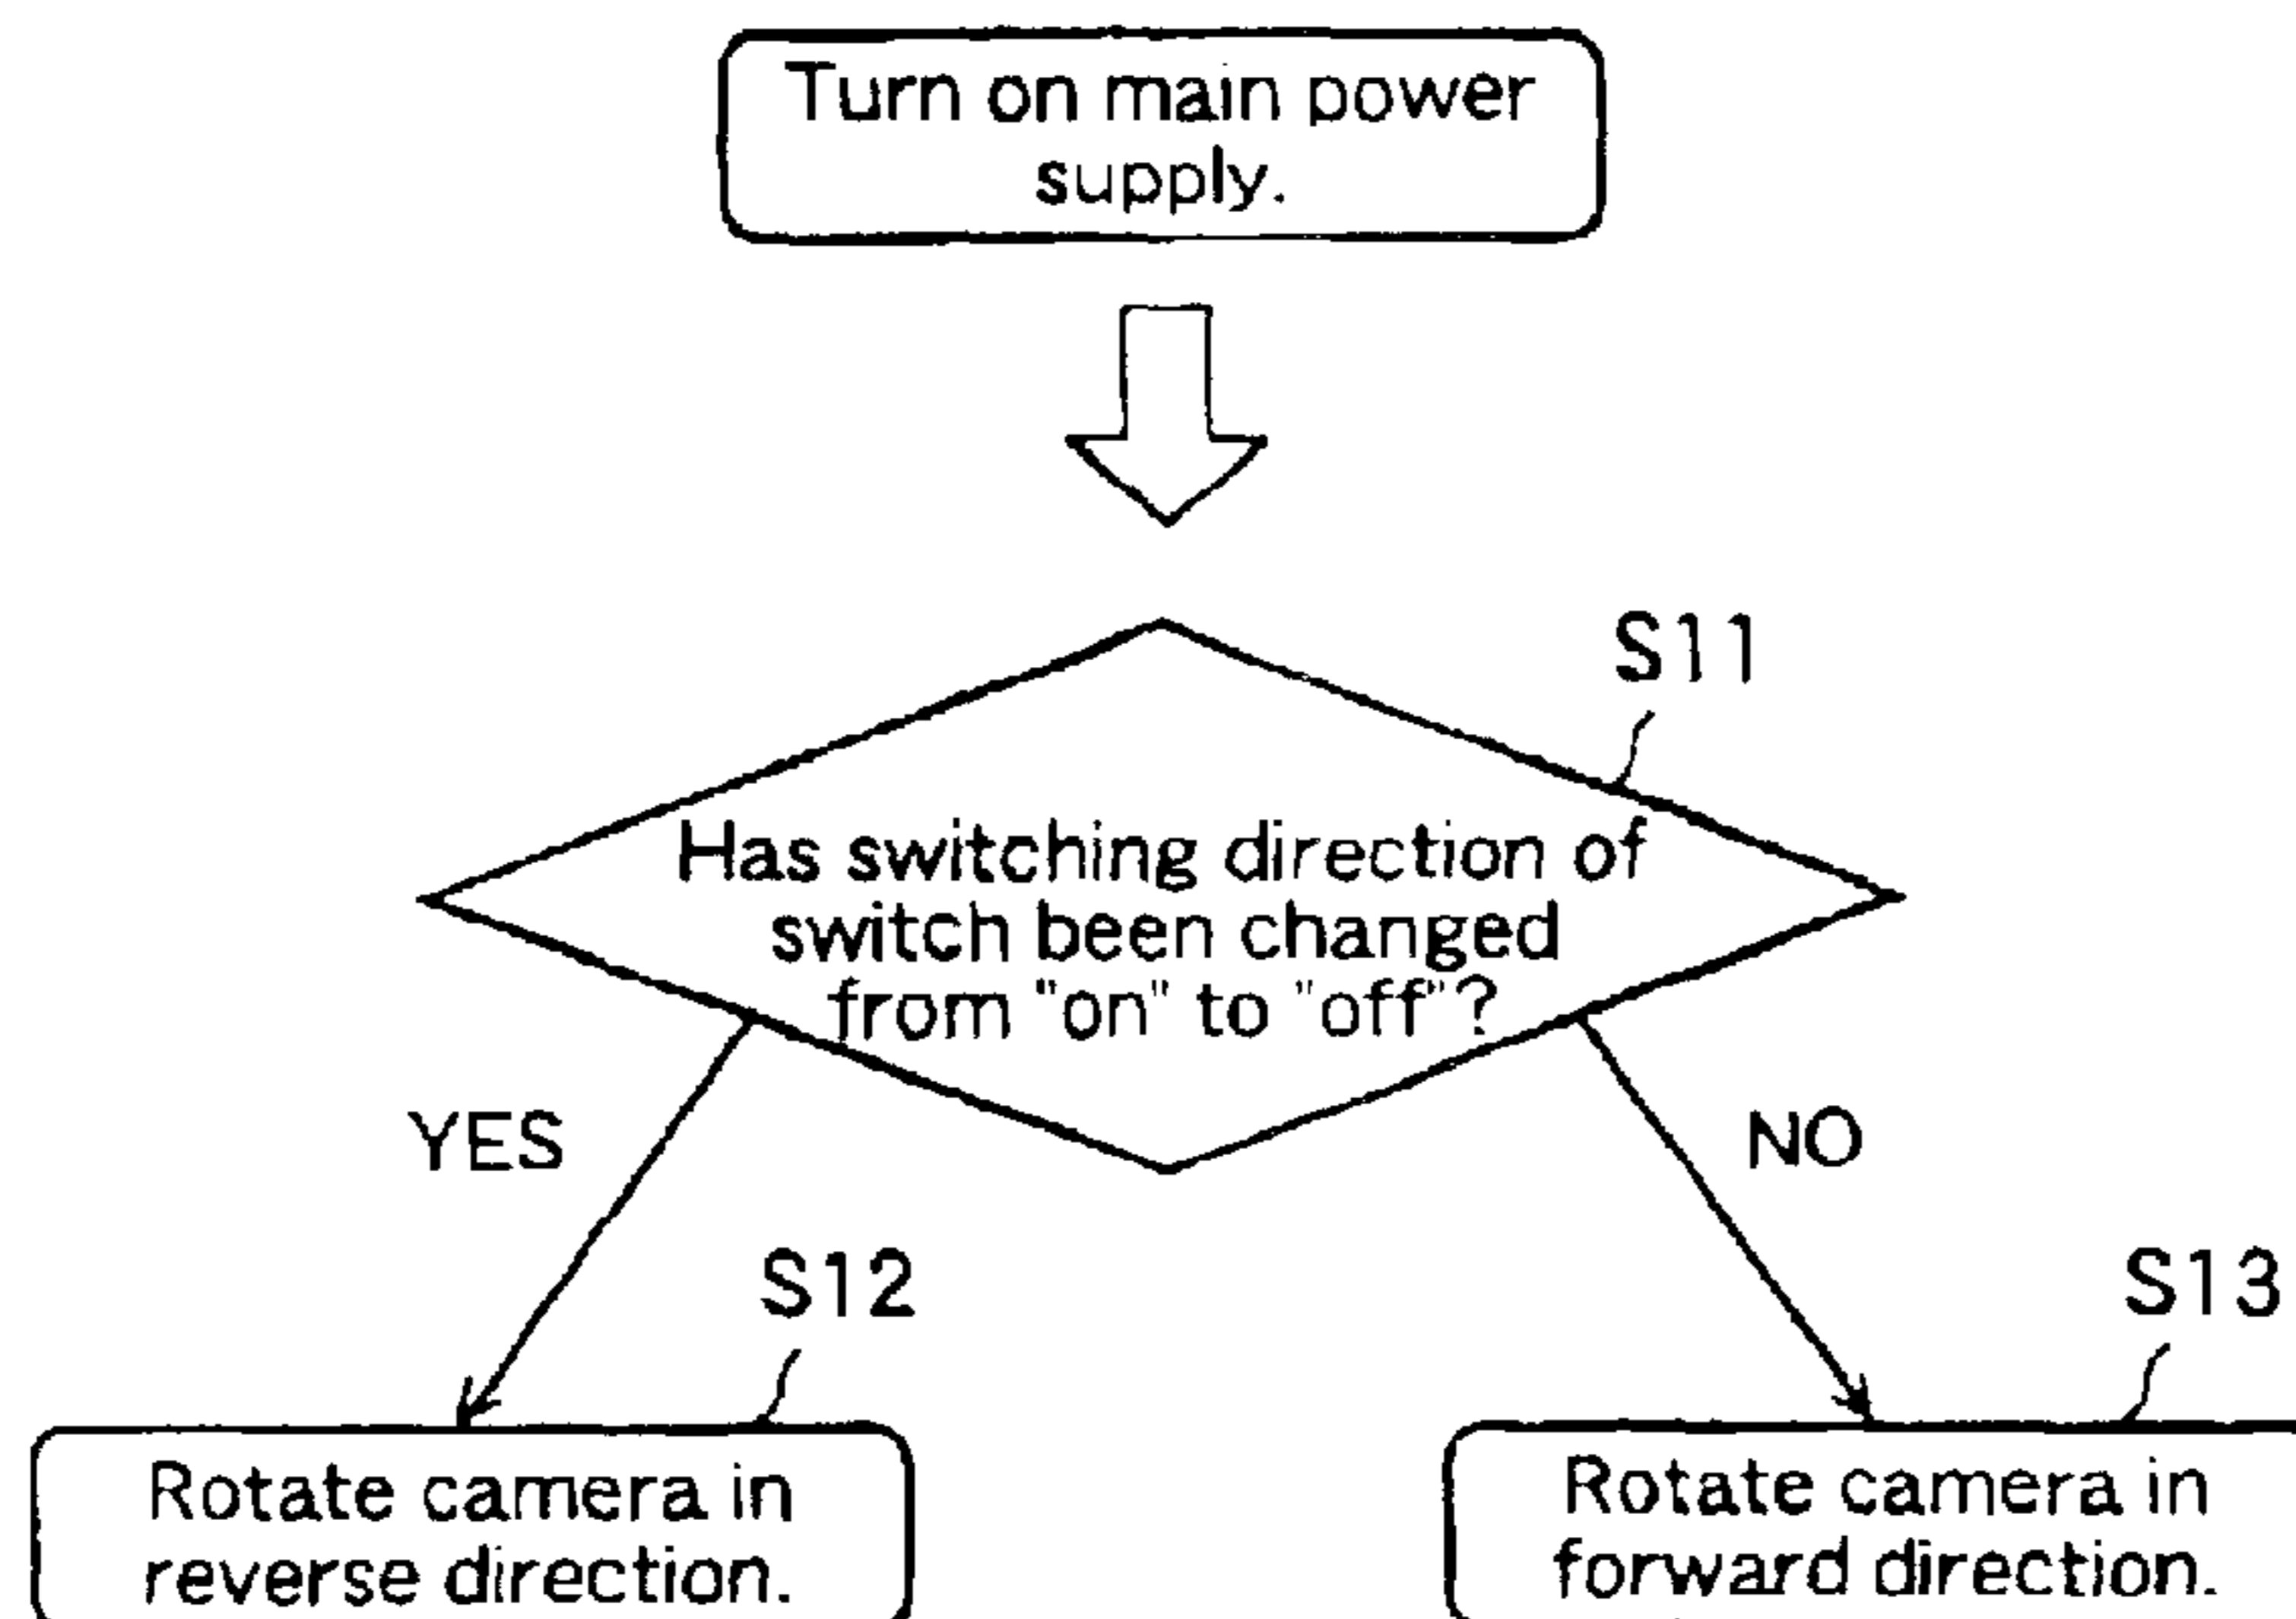 Turn on main power
supply.
S11
Has switching direction of
switch been changed
from "on" to "off"?
YES
NO
S12
S13
Rotate camera in
reverse direction.
Rotate camera in
forward direction.